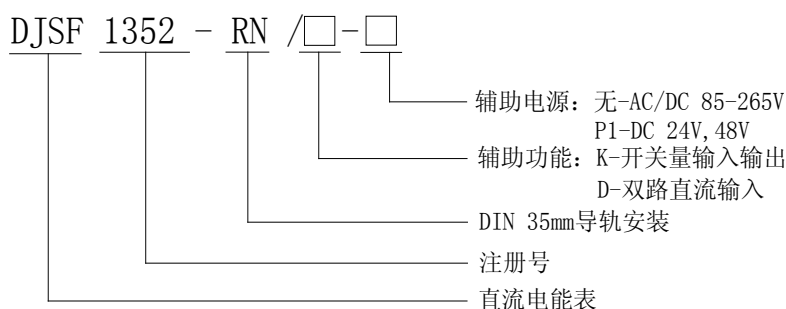 DJSF 1352 - RN /□-□
辅助电源：无-AC/DC 85-265V
P1-DC 24V,48V
辅助功能：K-开关量输入输出
D-双路直流输入
DIN 35mm导轨安装
注册号
直流电能表